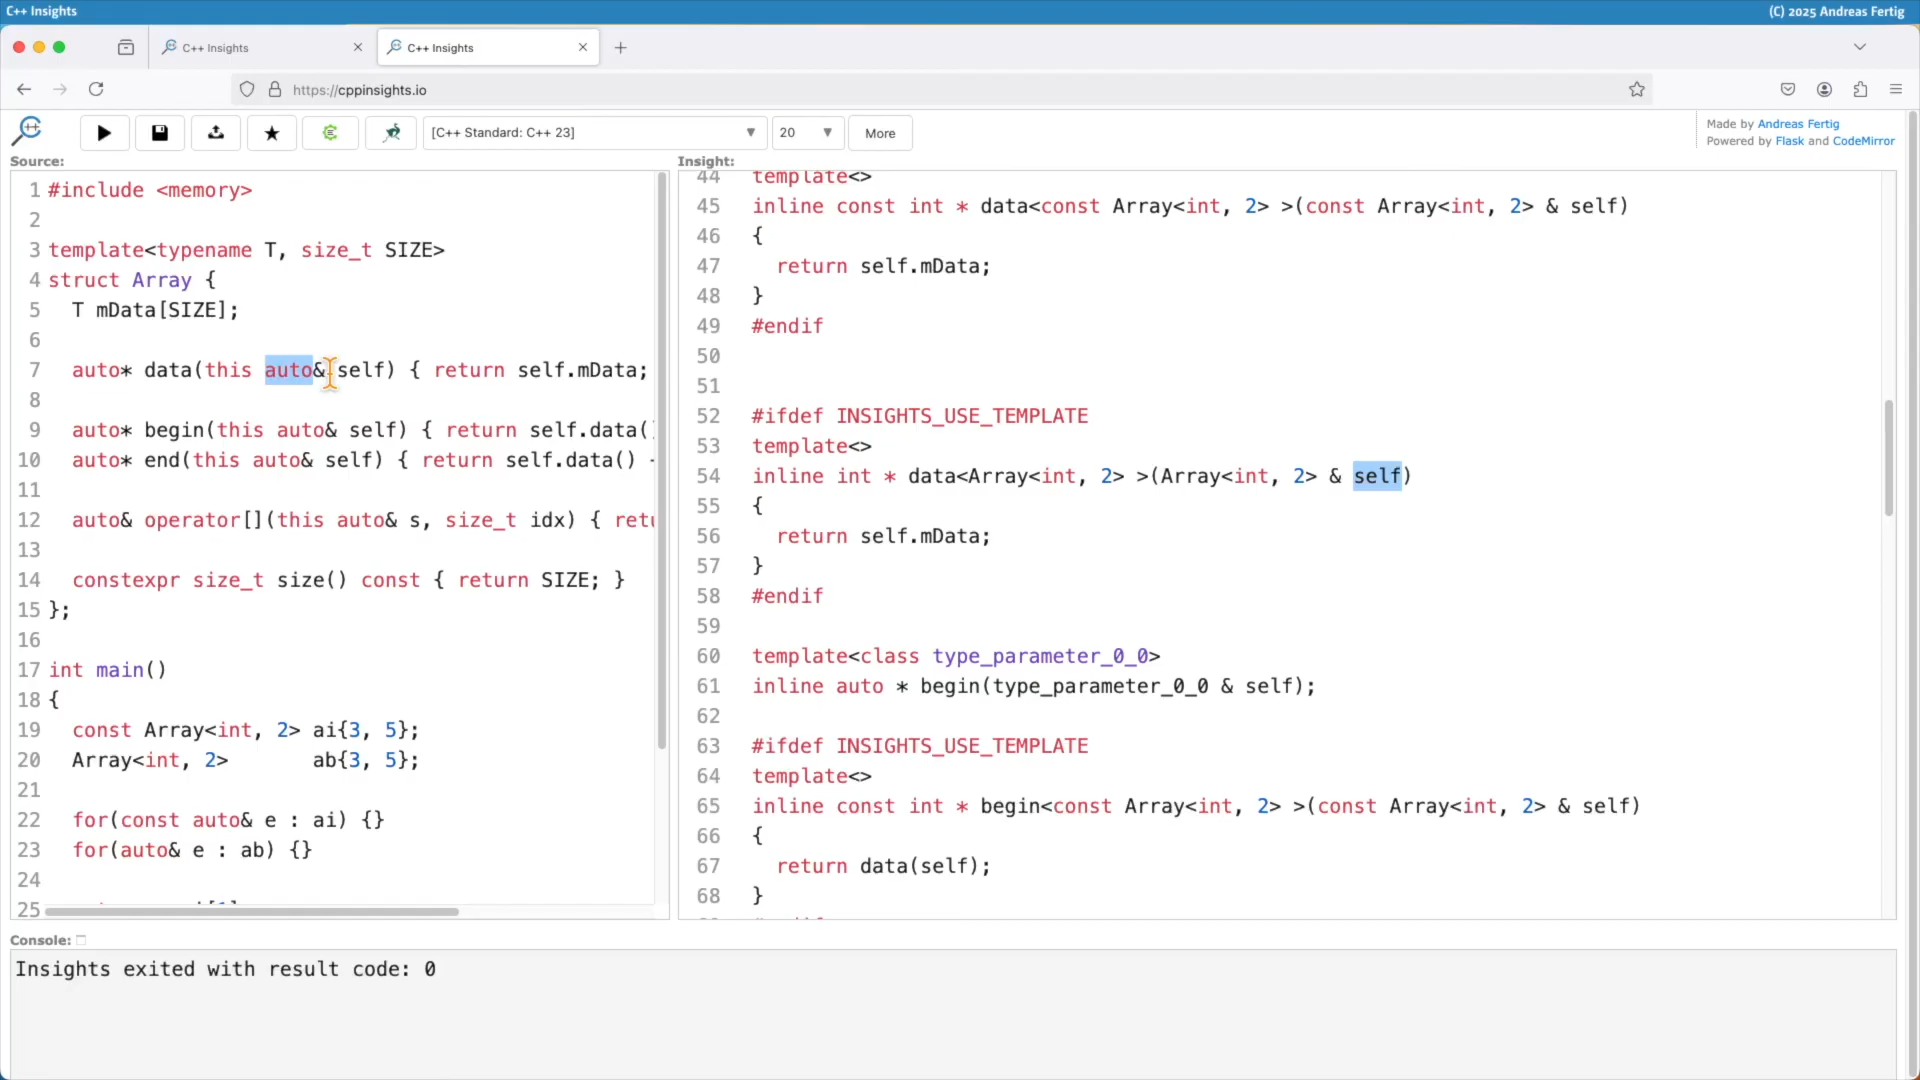 C++ Insights
(C) 2025 Andreas Fertig
C++ Insights
C++ Insights
https://cppinsights.io
[C++ Standard: C++ 23]
20
More
Made by Andreas Fertig
Powered by Flask and CodeMirror
Source:
1 #include <memory>
2
3 template<typename T, size_t SIZE>
4 struct Array {
5 T mData[SIZE];
6
7 auto* data(this auto& self) { return self.mData;
8
9 auto* begin(this auto& self) { return self.data(
10 auto* end(this auto& self) { return self.data()
11
12 auto& operator[](this auto& s, size_t idx) {
13
14 constexpr size_t size() const { return SIZE; }
15 };
16
17 int main()
18 {
19 const Array<int, 2> ai{3, 5};
20 Array<int, 2> ab{3, 5};
21
22 for(const auto& e : ai) {}
23 for(auto& e : ab) {}
24
25
Insight:
44 template<>
45 inline const int * data<const Array<int, 2> >(const Array<int, 2> & self)
46 {
47 return self.mData;
48 }
49 #endif
50
51
52 #ifdef INSIGHTS_USE_TEMPLATE
53 template<>
54 inline int * data<Array<int, 2> >(Array<int, 2> & self)
55 {
56 return self.mData;
57 }
58 #endif
59
60 template<class type_parameter_0_0>
61 inline auto * begin(type_parameter_0_0 & self);
62
63 #ifdef INSIGHTS_USE_TEMPLATE
64 template<>
65 inline const int * begin<const Array<int, 2> >(const Array<int, 2> & self)
66 {
67 return data(self);
68 }
Console:
Insights exited with result code: 0